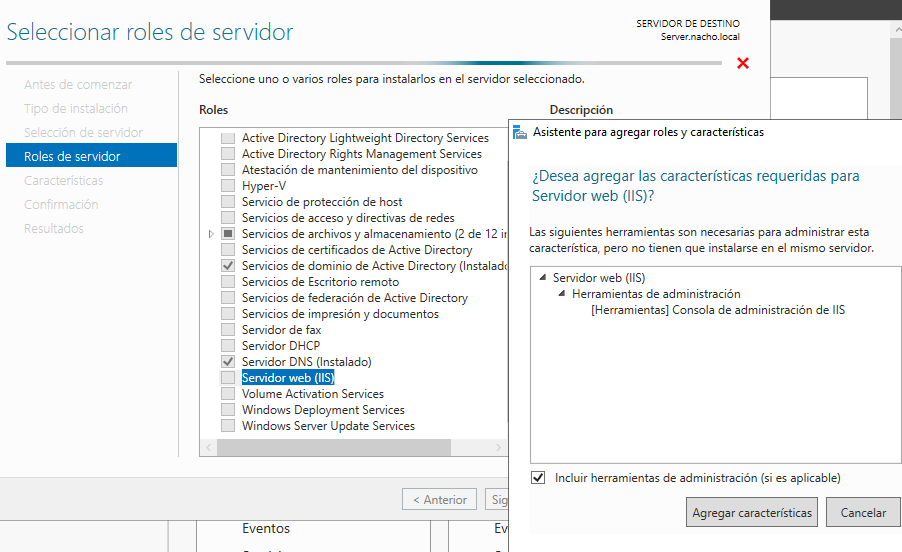 Seleccionar roles de servidor
SERVIDOR DE DESTINO
Server.nacho.local
Antes de comenzar
Tipo de instalación
Selección de servidor
Roles de servidor
Características
Confirmación
Resultados
Seleccione uno o varios roles para instalarlos en el servidor seleccionado.
Roles
Descripción
Active Directory Lightweight Directory Services
Active Directory Rights Management Services
Atestación de mantenimiento del dispositivo
Hyper-V
Servicio de protección de host
Servicios de acceso y directivas de redes
Servicios de archivos y almacenamiento (2 de 12 in
Servicios de certificados de Active Directory
Servicios de dominio de Active Directory (Instalado
Servicios de Escritorio remoto
Servicios de federación de Active Directory
Servicios de impresión y documentos
Servidor de fax
Servidor DHCP
Servidor DNS (Instalado)
Servidor web (IIS)
Volume Activation Services
Windows Deployment Services
Windows Server Update Services
< Anterior
Sig
Eventos
Asistente para agregar roles y características
¿Desea agregar las características requeridas para
Servidor web (IIS)?
Las siguientes herramientas son necesarias para administrar esta
característica, pero no tienen que instalarse en el mismo servidor.
Servidor web (IIS)
Herramientas de administración
[Herramientas] Consola de administración de IIS
Incluir herramientas de administración (si es aplicable)
Agregar características
Cancelar